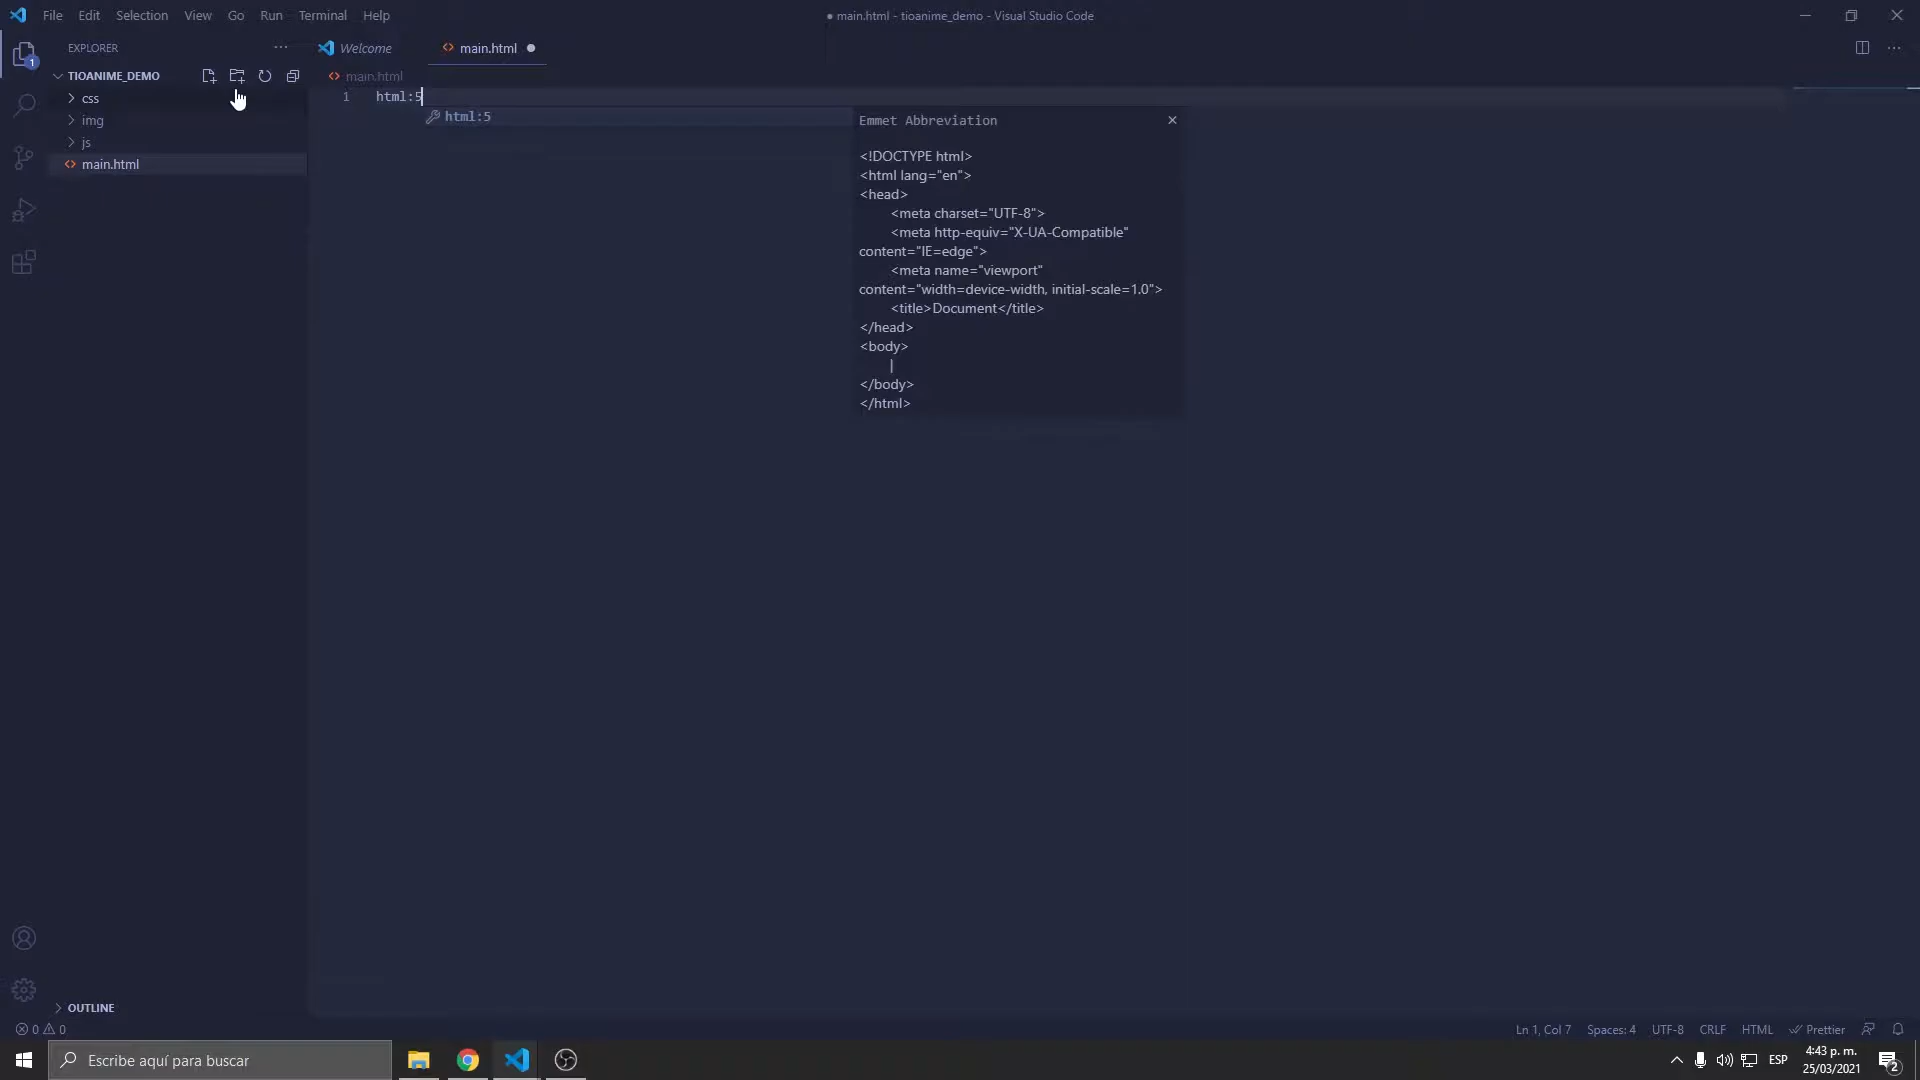 File Edit Selection View Go Run Terminal Help
● main.html - tioanime_demo - Visual Studio Code
EXPLORER
Welcome
main.html
1
TIOANIME_DEMO
main.html
css
img
js
main.html
1 html:5
html:5
Emmet Abbreviation
<!DOCTYPE html>
<html lang="en">
<head>
<meta charset="UTF-8">
<meta http-equiv="X-UA-Compatible"
content="IE=edge">
<meta name="viewport"
content="width=device-width, initial-scale=1.0">
<title>Document</title>
</head>
<body>
|
</body>
</html>
OUTLINE
0 0
Ln 1, Col 7 Spaces: 4 UTF-8 CRLF HTML Prettier
Escribe aquí para buscar
ESP
4:43 p. m.
25/03/2021
2